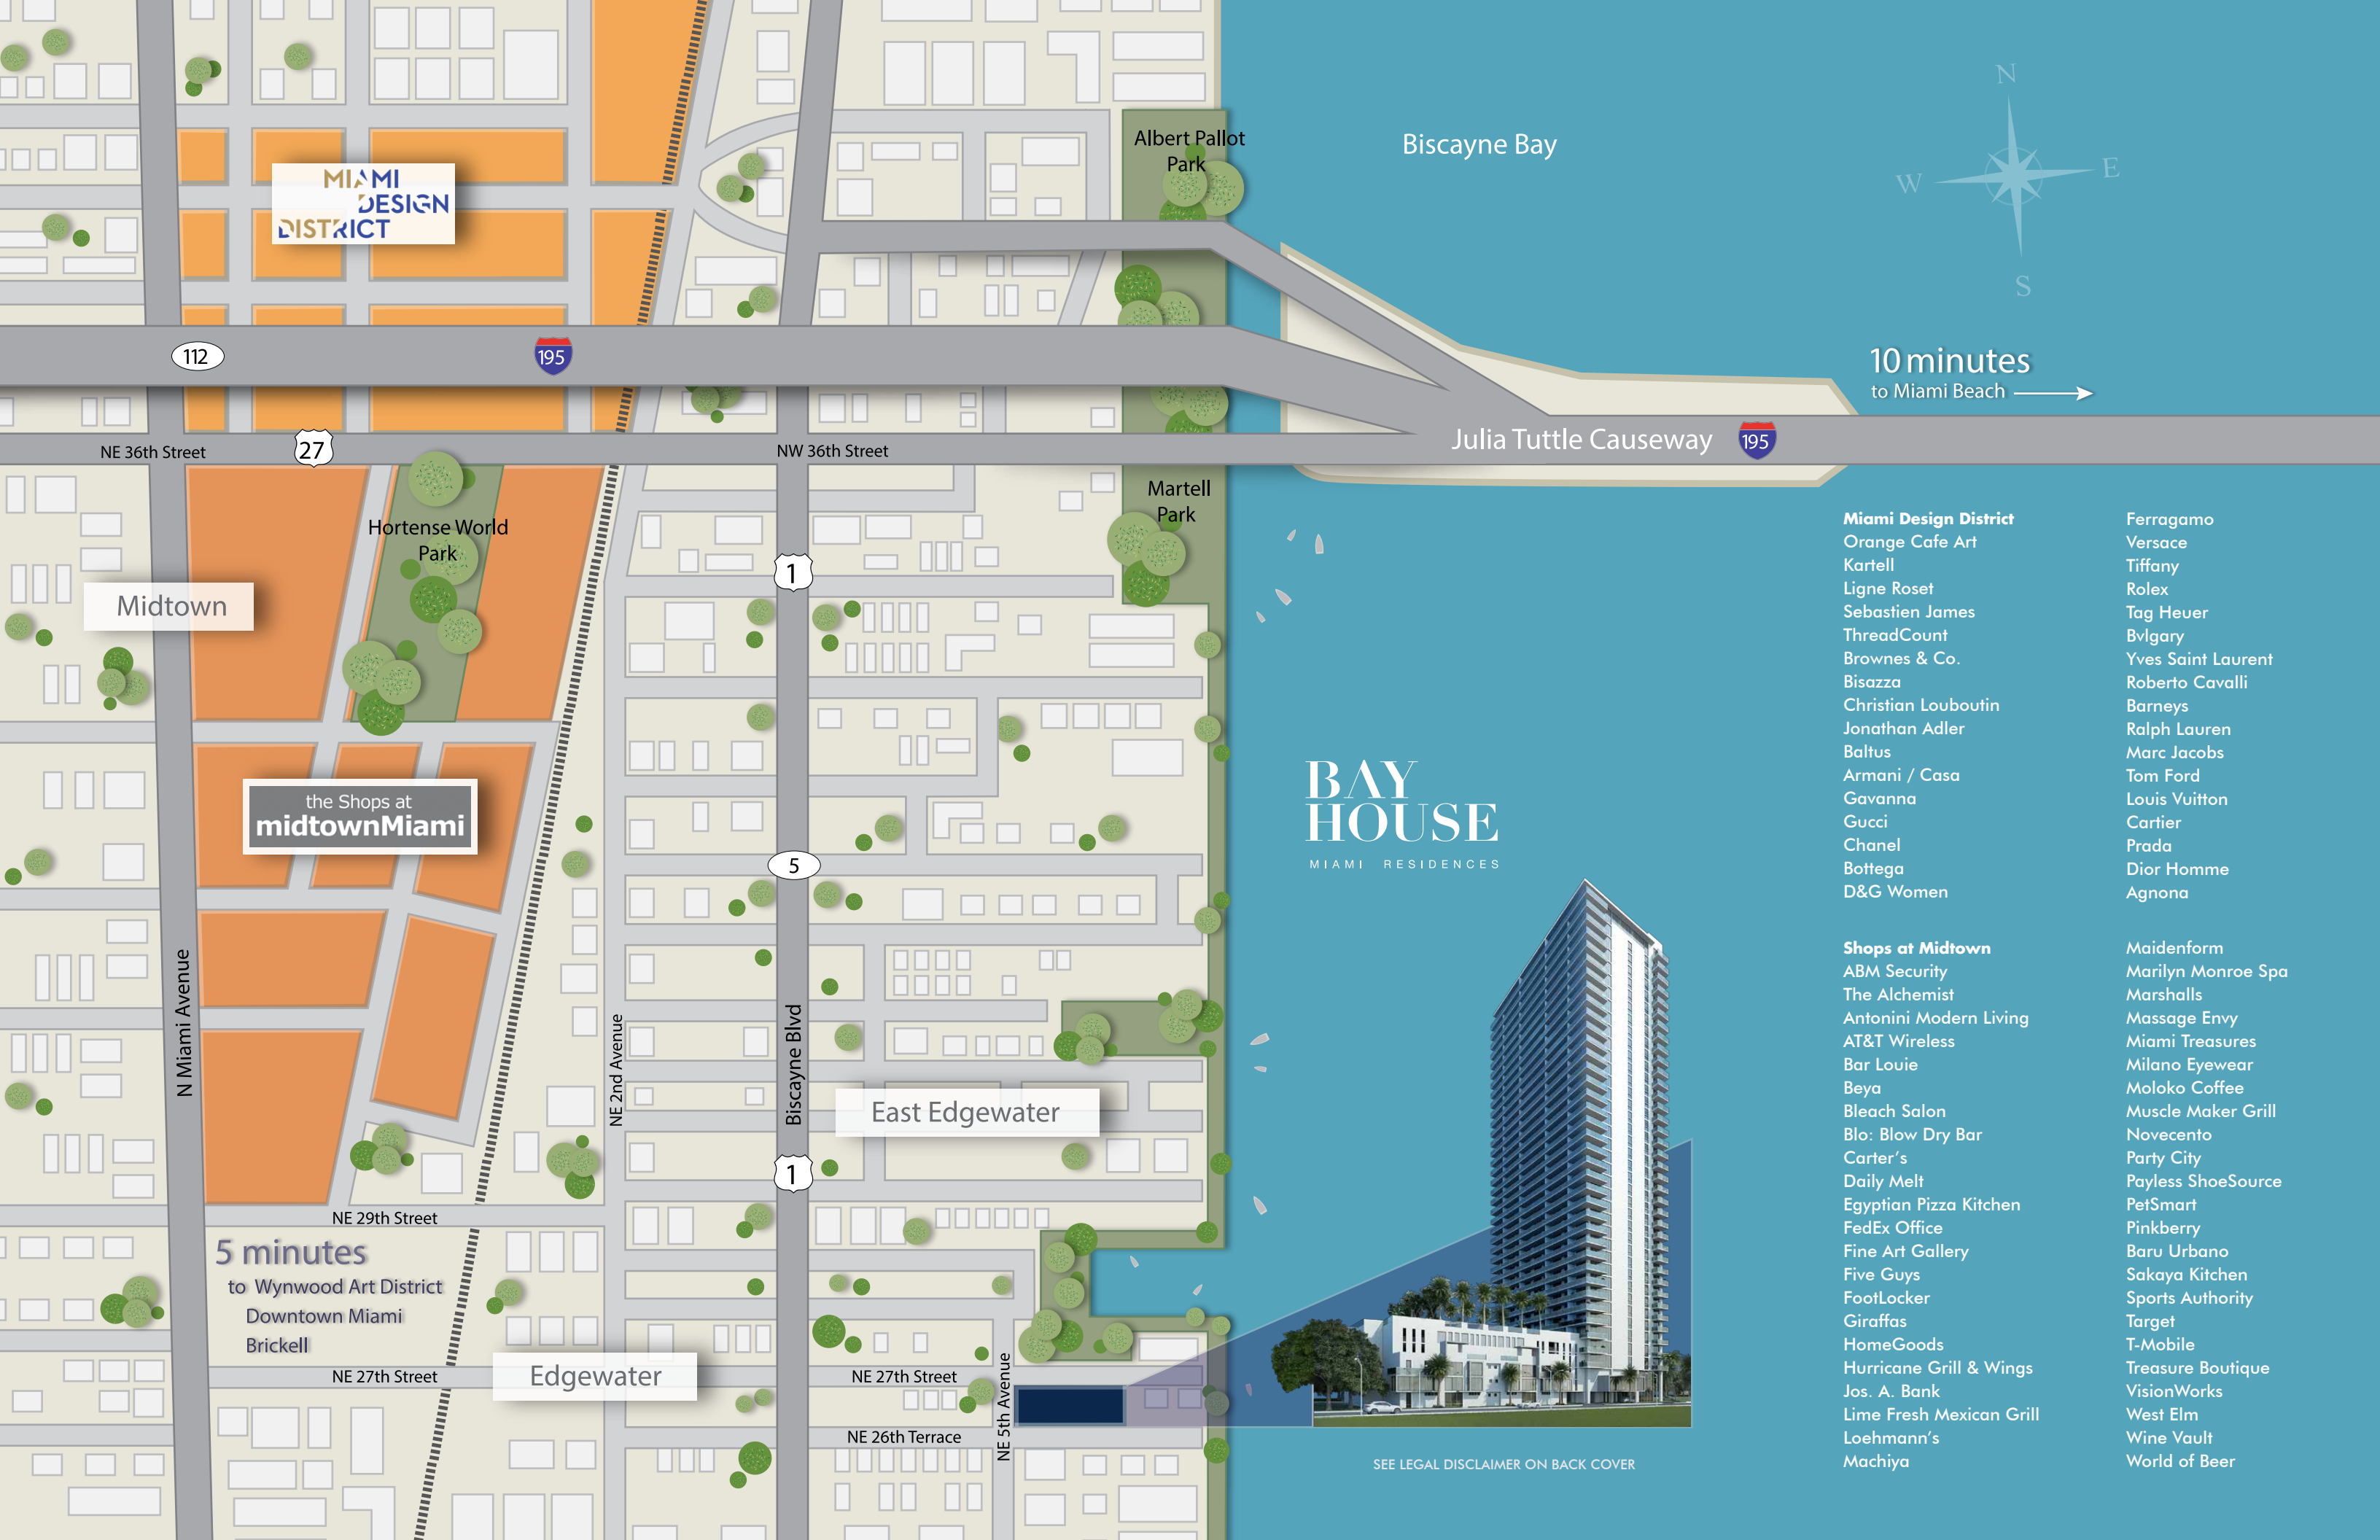 MIAMI
DESIGN
DISTRICT
Albert Pallot
Park
Biscayne Bay
N
W
E
S
112
195
10 minutes
to Miami Beach
NE 36th Street
27
NW 36th Street
Julia Tuttle Causeway
195
Hortense World
Park
Martell
Park
Midtown
1
the Shops at
midtownMiami
5
BAY
HOUSE
MIAMI RESIDENCES
N Miami Avenue
NE 2nd Avenue
Biscayne Blvd
East Edgewater
1
NE 29th Street
5 minutes
to Wynwood Art District
Downtown Miami
Brickell
NE 27th Street
Edgewater
NE 27th Street
NE 5th Avenue
NE 26th Terrace
SEE LEGAL DISCLAIMER ON BACK COVER
Miami Design District
Orange Cafe Art
Kartell
Ligne Roset
Sebastien James
ThreadCount
Brownes & Co.
Bisazza
Christian Louboutin
Jonathan Adler
Baltus
Armani / Casa
Gavanna
Gucci
Chanel
Bottega
D&G Women
Ferragamo
Versace
Tiffany
Rolex
Tag Heuer
Bvlgary
Yves Saint Laurent
Roberto Cavalli
Barneys
Ralph Lauren
Marc Jacobs
Tom Ford
Louis Vuitton
Cartier
Prada
Dior Homme
Agnona
Shops at Midtown
ABM Security
The Alchemist
Antonini Modern Living
AT&T Wireless
Bar Louie
Beya
Bleach Salon
Blo: Blow Dry Bar
Carter's
Daily Melt
Egyptian Pizza Kitchen
FedEx Office
Fine Art Gallery
Five Guys
FootLocker
Giraffas
HomeGoods
Hurricane Grill & Wings
Jos. A. Bank
Lime Fresh Mexican Grill
Loehmann's
Machiya
Maidenform
Marilyn Monroe Spa
Marshalls
Massage Envy
Miami Treasures
Milano Eyewear
Moloko Coffee
Muscle Maker Grill
Novecento
Party City
Payless ShoeSource
PetSmart
Pinkberry
Baru Urbano
Sakaya Kitchen
Sports Authority
Target
T-Mobile
Treasure Boutique
VisionWorks
West Elm
Wine Vault
World of Beer